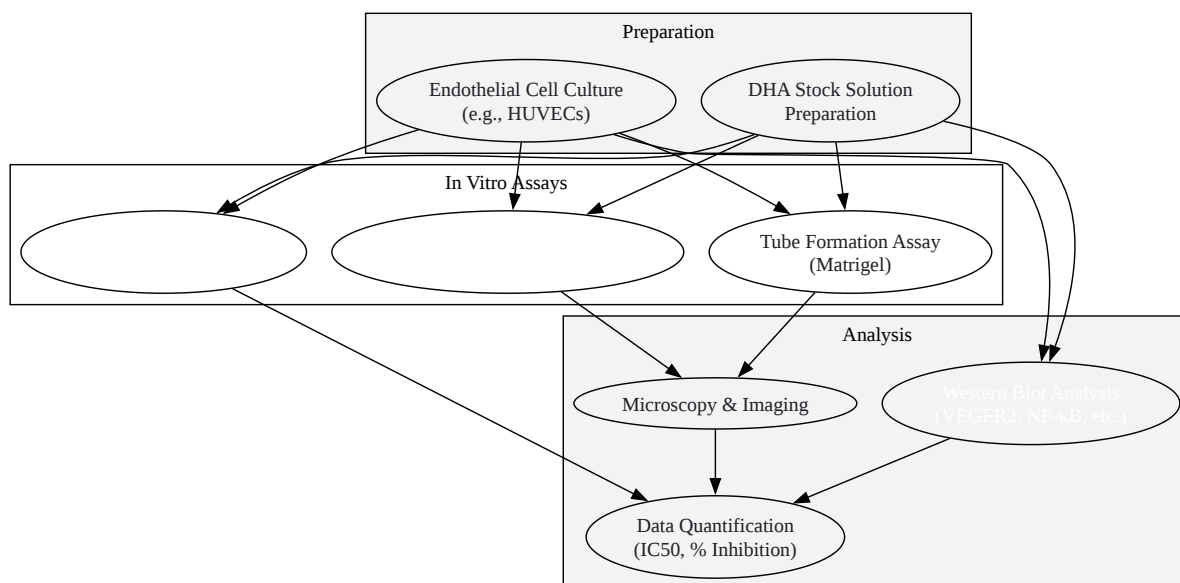 Preparation
Endothelial Cell Culture
(e.g., HUVECs)
DHA Stock Solution
Preparation
In Vitro Assays
Tube Formation Assay
(Matrigel)
Analysis
Microscopy & Imaging
Western Blot Analysis
(VEGFR2, NF-κB, etc.)
Data Quantification
(IC50, % Inhibition)